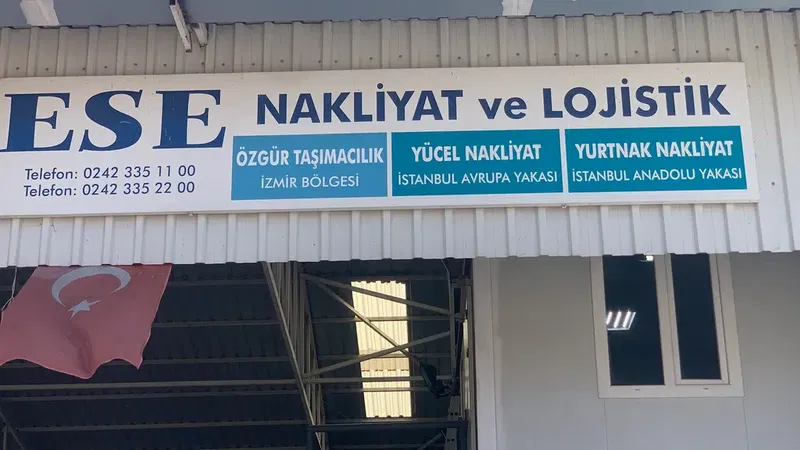 ESE NAKLİYAT ve LOJİSTİK
Telefon: 0242 335 11 00
Telefon: 0242 335 22 00
ÖZGÜR TAŞIMACILIK
İZMİR BÖLGESİ
YÜCEL NAKLİYAT
İSTANBUL AVRUPA YAKASI
YURTNAK NAKLİYAT
İSTANBUL ANADOLU YAKASI